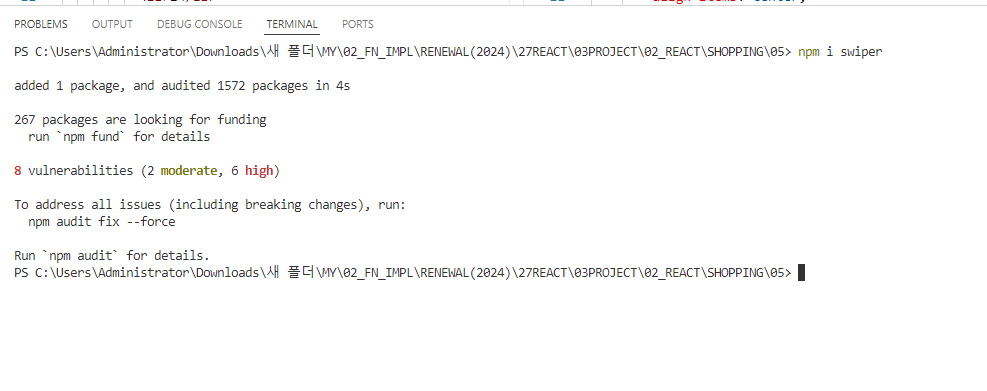 PROBLEMS OUTPUT DEBUG CONSOLE TERMINAL PORTS
PS C:\Users\Administrator\Downloads\새 폴더\MY\02_FN_IMPL\RENEWAL(2024)\27REACT\03PROJECT\02_REACT\SHOPPING\05> npm i swiper
added 1 package, and audited 1572 packages in 4s
267 packages are looking for funding
run `npm fund` for details
8 vulnerabilities (2 moderate, 6 high)
To address all issues (including breaking changes), run:
npm audit fix --force
Run `npm audit` for details.
PS C:\Users\Administrator\Downloads\새 폴더\MY\02_FN_IMPL\RENEWAL(2024)\27REACT\03PROJECT\02_REACT\SHOPPING\05>